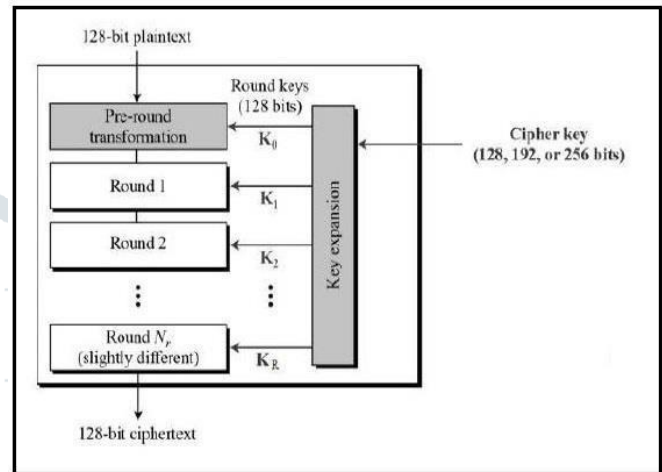 128-bit plaintext
Round keys
(128 bits)
Pre-round
transformation
K₀
Cipher key
(128, 192, or 256 bits)
Round 1
K₁
Round 2
K₂
Key expansion
Round Nᵣ
(slightly different)
K_R
128-bit ciphertext